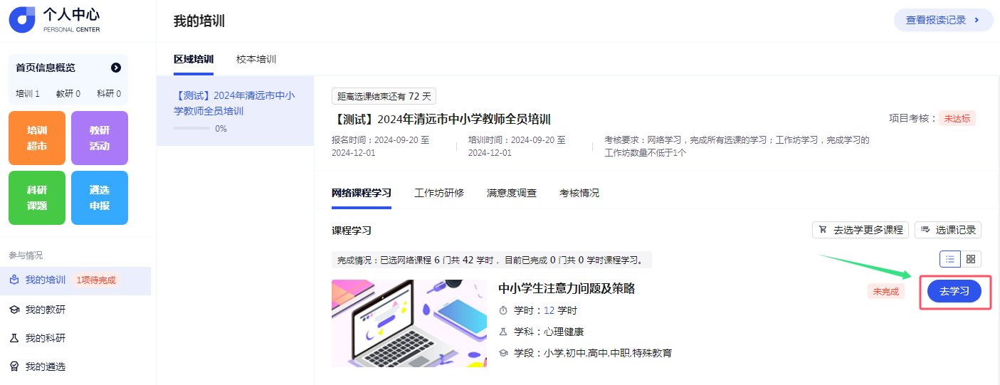 个人中心
PERSONAL CENTER
我的培训
查看报读记录
首页信息概览
培训 1 教研 0 科研 0
培训
超市
教研
活动
科研
课题
遴选
申报
参与情况
我的培训 1项待完成
我的教研
我的科研
我的遴选
区域培训 校本培训
【测试】2024年清远市中小
学教师全员培训
0%
距离选课结束还有 72 天
【测试】2024年清远市中小学教师全员培训
项目考核：未达标
报名时间：2024-09-20 至
2024-12-01
培训时间：2024-09-20 至
2024-12-01
考核要求：网络学习，完成所有选课的学习；工作坊学习，完成学习的
工作坊数量不低于1个
网络课程学习 工作坊研修 满意度调查 考核情况
课程学习
去选学更多课程 选课记录
完成情况：已选网络课程 6 门共 42 学时， 目前已完成 0 门共 0 学时课程学习。
中小学生注意力问题及策略
未完成 去学习
学时：12 学时
学科：心理健康
学段：小学,初中,高中,中职,特殊教育